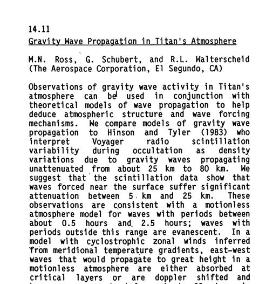 14.11
Gravity Wave Propagation in Titan's Atmosphere
M.N. Ross, G. Schubert, and R.L. Walterscheid
(The Aerospace Corporation, El Segundo, CA)
Observations of gravity wave activity in Titan's
atmosphere can be used in conjunction with
theoretical models of wave propagation to help
deduce atmospheric structure and wave forcing
mechanisms. We compare models of gravity wave
propagation to Hinson and Tyler (1983) who
interpret Voyager radio scintillation
variability during occultation as density
variations due to gravity waves propagating
unattenuated from about 25 km to 80 km. We
suggest that the scintillation data show that
waves forced near the surface suffer significant
attenuation between 5 km and 25 km. These
observations are consistent with a motionless
atmosphere model for waves with periods between
about 0.5 hours and 2.5 hours; waves with
periods outside this range are evanescent. In a
model with cyclostrophic zonal winds inferred
from meridional temperature gradients, east-west
waves that would propagate to great height in a
motionless atmosphere are either absorbed at
critical layers or are doppler shifted and